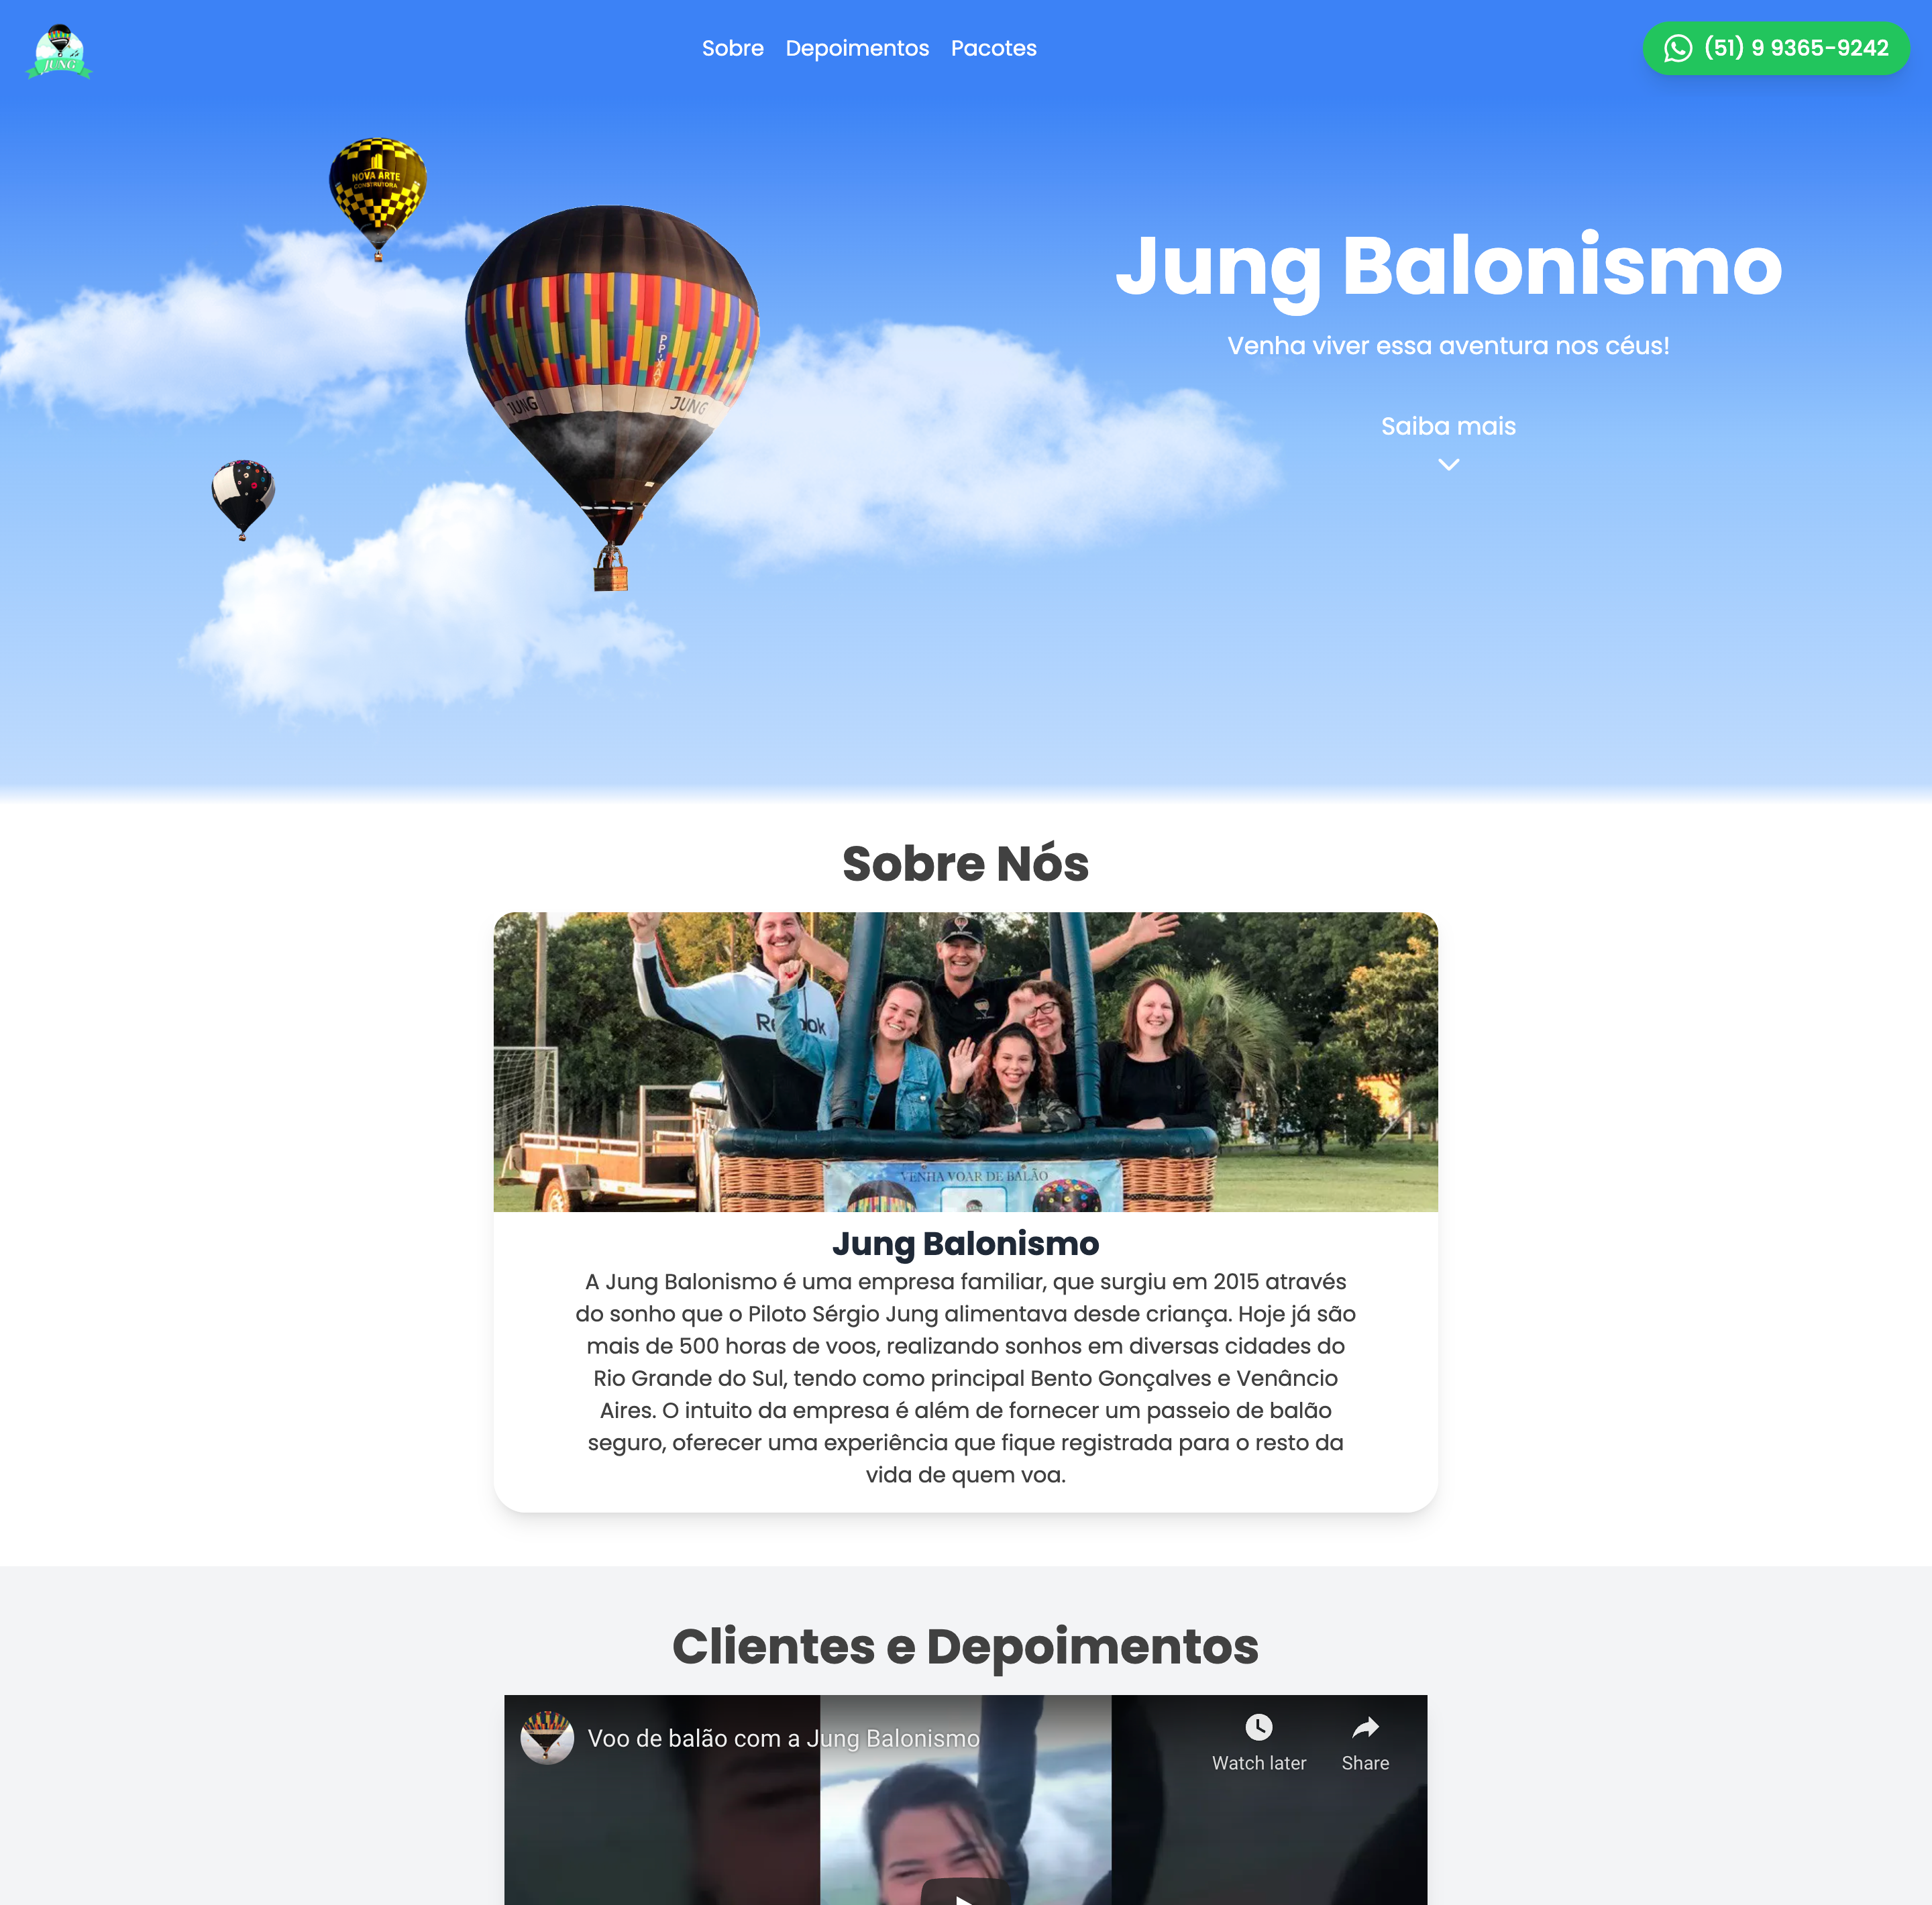 JUNG
Sobre
Depoimentos
Pacotes
(51) 9 9365-9242
NOVA ARTE
CONSTRUTORA
PP-XAV
JUNG
JUNG
Jung Balonismo
Venha viver essa aventura nos céus!
Saiba mais
Sobre Nós
VENHA VOAR DE BALÃO
Jung Balonismo
A Jung Balonismo é uma empresa familiar, que surgiu em 2015 através
do sonho que o Piloto Sérgio Jung alimentava desde criança. Hoje já são
mais de 500 horas de voos, realizando sonhos em diversas cidades do
Rio Grande do Sul, tendo como principal Bento Gonçalves e Venâncio
Aires. O intuito da empresa é além de fornecer um passeio de balão
seguro, oferecer uma experiência que fique registrada para o resto da
vida de quem voa.
Clientes e Depoimentos
Voo de balão com a Jung Balonismo
Watch later
Share